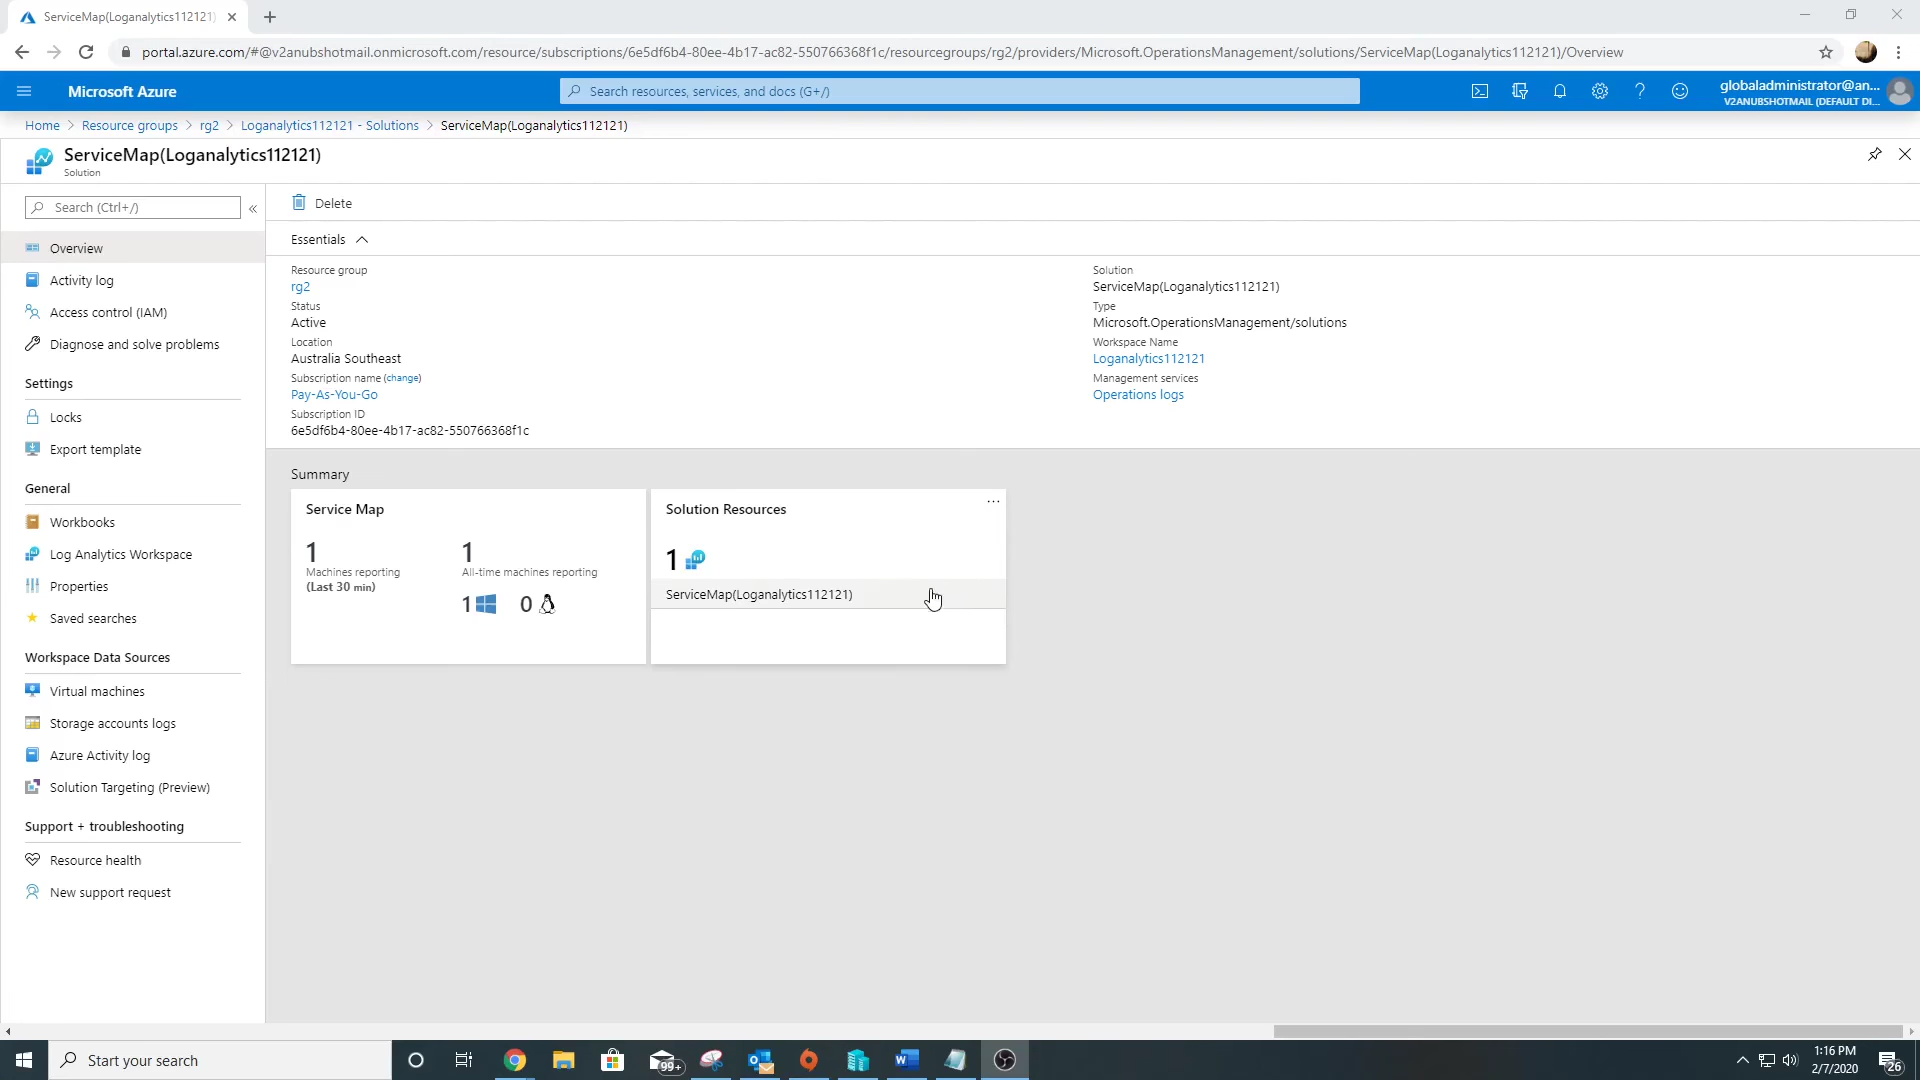 ServiceMap(Loganalytics112121)
portal.azure.com/#@v2anubshotmail.onmicrosoft.com/resource/subscriptions/6e5df6b4-80ee-4b17-ac82-550766368f1c/resourcegroups/rg2/providers/Microsoft.OperationsManagement/solutions/ServiceMap(Loganalytics112121)/Overview
Microsoft Azure
Search resources, services, and docs (G+/)
globaladministrator@an...
V2ANUBSHOTMAIL (DEFAULT DI...
Home > Resource groups > rg2 > Loganalytics112121 - Solutions > ServiceMap(Loganalytics112121)
ServiceMap(Loganalytics112121)
Solution
Search (Ctrl+/)
«
Overview
Activity log
Access control (IAM)
Diagnose and solve problems
Settings
Locks
Export template
General
Workbooks
Log Analytics Workspace
Properties
Saved searches
Workspace Data Sources
Virtual machines
Storage accounts logs
Azure Activity log
Solution Targeting (Preview)
Support + troubleshooting
Resource health
New support request
Delete
Essentials
Resource group
rg2
Status
Active
Location
Australia Southeast
Subscription name (change)
Pay-As-You-Go
Subscription ID
6e5df6b4-80ee-4b17-ac82-550766368f1c
Solution
ServiceMap(Loganalytics112121)
Type
Microsoft.OperationsManagement/solutions
Workspace Name
Loganalytics112121
Management services
Operations logs
Summary
Service Map
1
Machines reporting
(Last 30 min)
1
All-time machines reporting
1 0
Solution Resources
...
1
ServiceMap(Loganalytics112121)
Start your search
99+
1:16 PM
2/7/2020
26